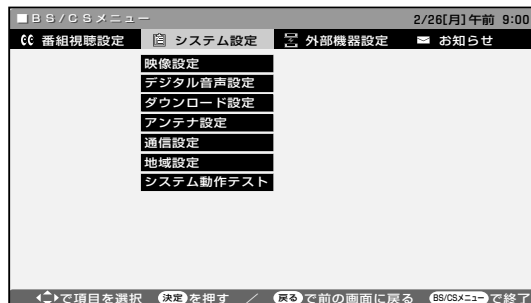 ■BS/CSメニュー 2/26[月]午前 9:00
番組視聴設定 システム設定 外部機器設定 お知らせ
映像設定
デジタル音声設定
ダウンロード設定
アンテナ設定
通信設定
地域設定
システム動作テスト
で項目を選択 決定を押す / 戻るで前の画面に戻る BS/CSメニューで終了